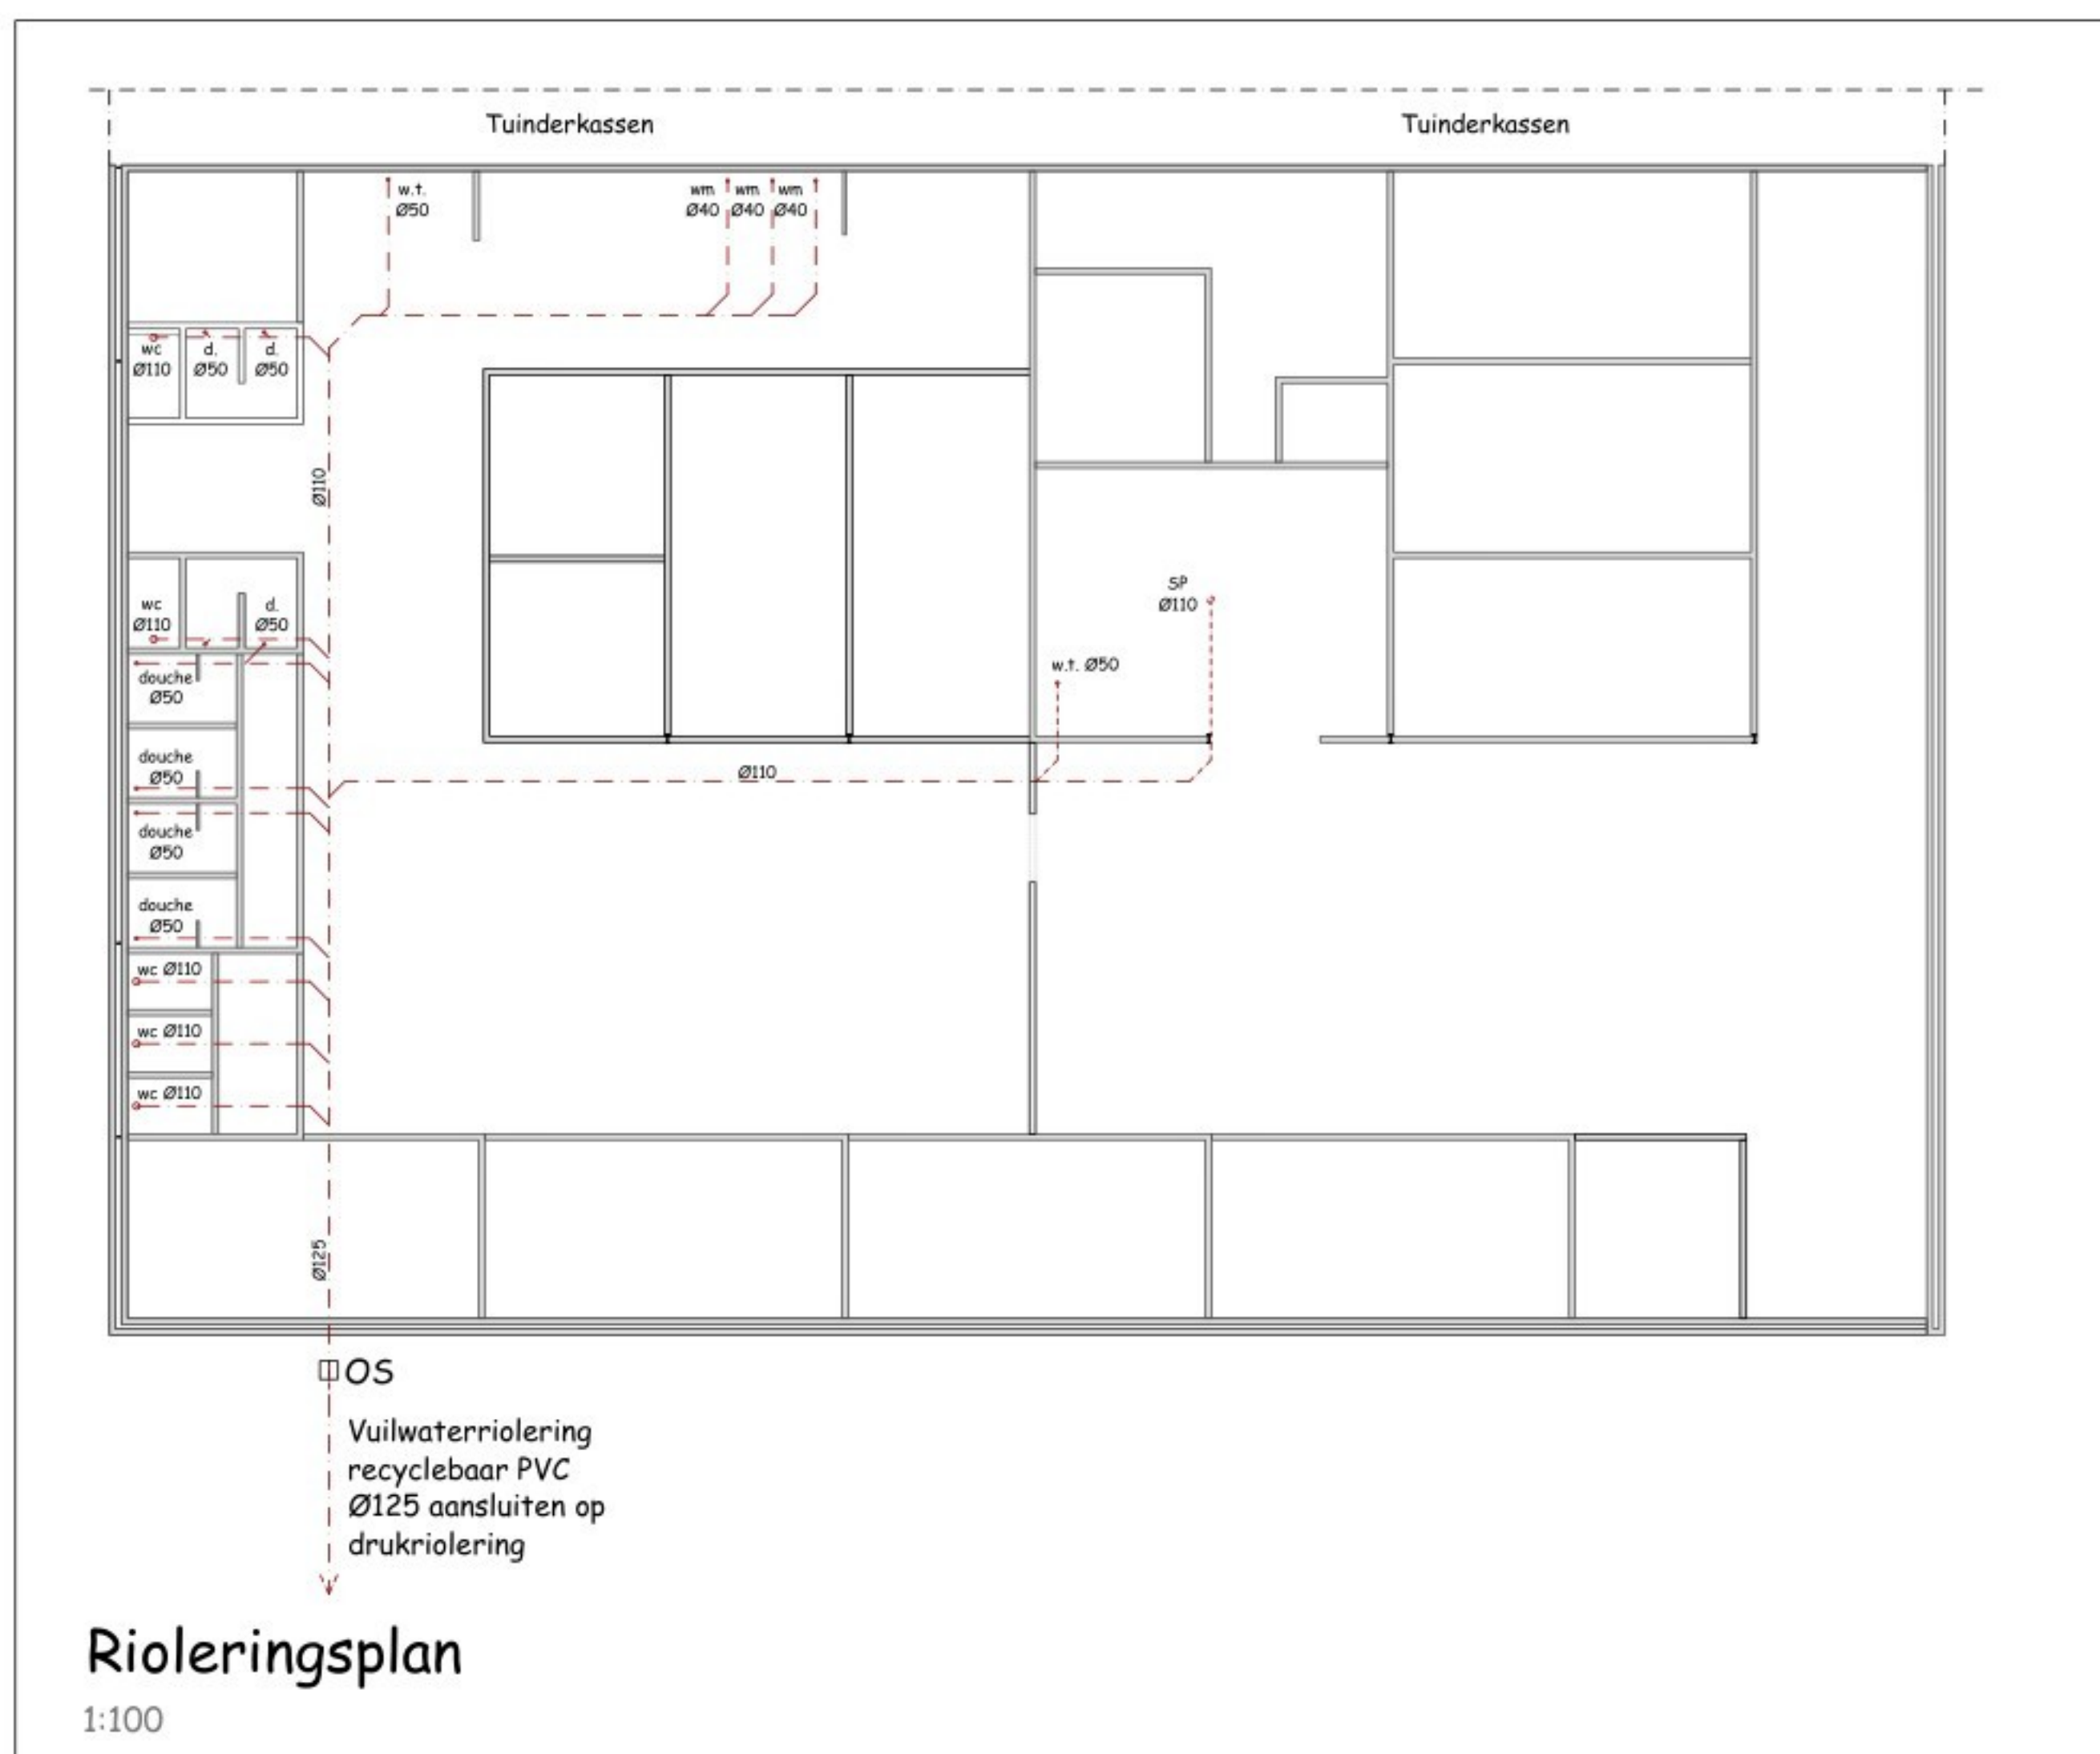 Tuinderkassen
Tuinderkassen
w.t.
Ø50
wm wm wm
Ø40 Ø40 Ø40
wc d. d.
Ø110 Ø50 Ø50
Ø110
wc d.
Ø110 Ø50
SP
Ø110
w.t. Ø50
douche
Ø50
douche
Ø50
Ø110
douche
Ø50
douche
Ø50
wc Ø110
wc Ø110
wc Ø110
Ø125
OS
Vuilwaterriolering
recyclebaar PVC
Ø125 aansluiten op
drukriolering
Rioleringsplan
1:100